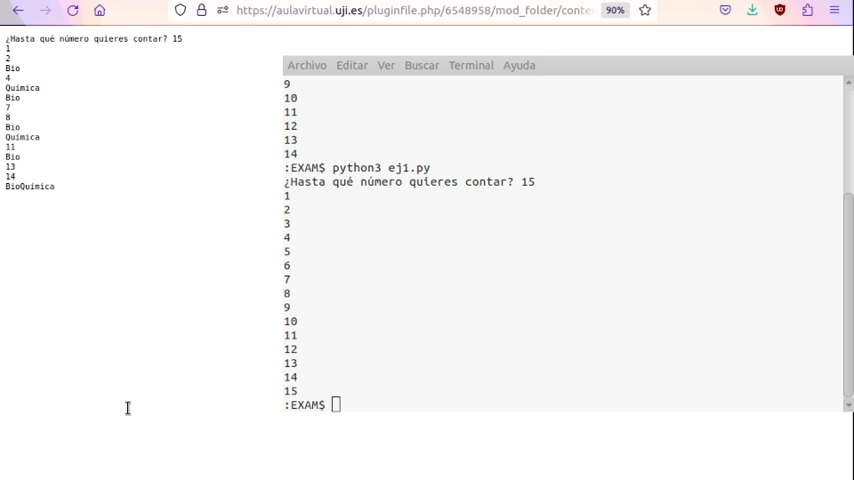 https://aulavirtual.uji.es/pluginfile.php/6548958/mod_folder/conte
90%
¿Hasta qué número quieres contar? 15
1
2
Bio
4
Química
Bio
7
8
Bio
Química
11
Bio
13
14
BioQuímica
Archivo Editar Ver Buscar Terminal Ayuda
9
10
11
12
13
14
:EXAM$ python3 ej1.py
¿Hasta qué número quieres contar? 15
1
2
3
4
5
6
7
8
9
10
11
12
13
14
15
:EXAM$